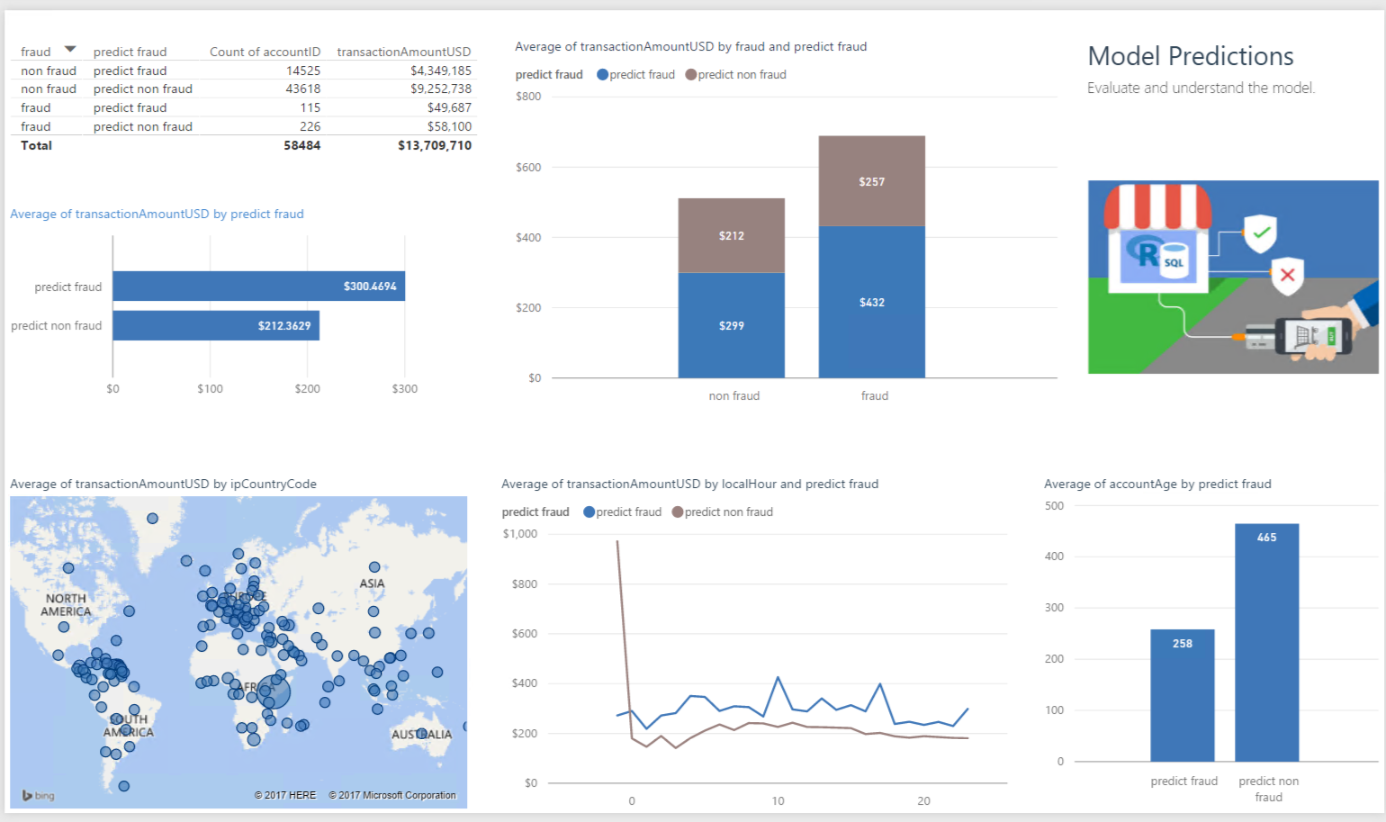 fraud predict fraud Count of accountID transactionAmountUSD
non fraud predict fraud 14525 $4,349,185
non fraud predict non fraud 43618 $9,252,738
fraud predict fraud 115 $49,687
fraud predict non fraud 226 $58,100
Total 58484 $13,709,710
Average of transactionAmountUSD by predict fraud
predict fraud $300.4694
predict non fraud $212.3629
$0 $100 $200 $300
Average of transactionAmountUSD by fraud and predict fraud
predict fraud predict fraud predict non fraud
$800
$600
$400
$200
$0
$257
$212
$432
$299
non fraud fraud
Model Predictions
Evaluate and understand the model.
R
SQL
Average of transactionAmountUSD by ipCountryCode
ASIA
NORTH
AMERICA
EUROPE
AFRICA
SOUTH
AMERICA
AUSTRALIA
bing
© 2017 HERE © 2017 Microsoft Corporation
Average of transactionAmountUSD by localHour and predict fraud
predict fraud predict fraud predict non fraud
$1,000
$800
$600
$400
$200
$0
0 10 20
Average of accountAge by predict fraud
500
400
300
200
100
0
465
258
predict fraud predict non
fraud